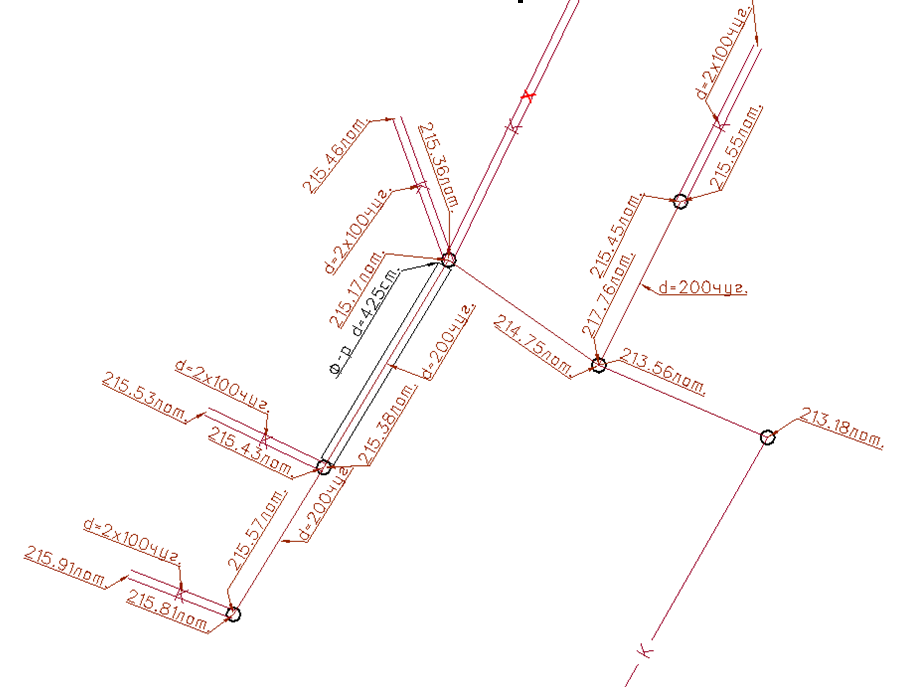 d=2х100чуг.
К
215.55лот.
Х
К
215.46лот.
215.36лот.
К
d=2х100чуг.
215.17лот.
215.45лот.
217.76лот.
d=200чуг.
Ф-р d=425ст.
d=200чуг.
214.75лот.
213.56лот.
213.18лот.
d=2х100чуг.
215.53лот.
К
215.43лот.
215.38лот.
215.57лот.
d=200чуг.
d=2х100чуг.
215.91лот.
К
215.81лот.
К